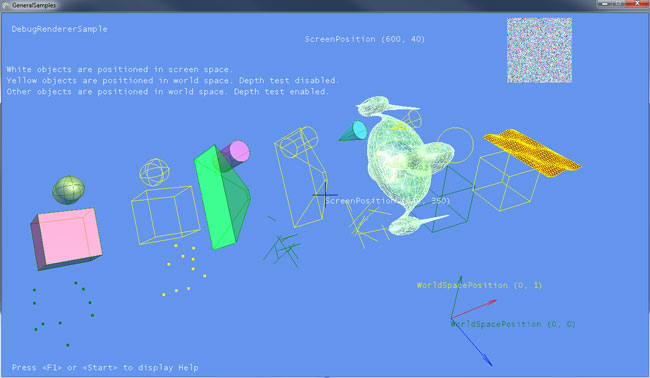 GeneralSamples
DebugRendererSample
ScreenPosition (600, 40)
White objects are positioned in screen space.
Yellow objects are positioned in world space. Depth test disabled.
Other objects are positioned in world space. Depth test enabled.
ScreenPosition 360)
WorldSpacePosition (0, 1)
WorldSpacePosition (0, 0)
Press <F1> or <Start> to display Help